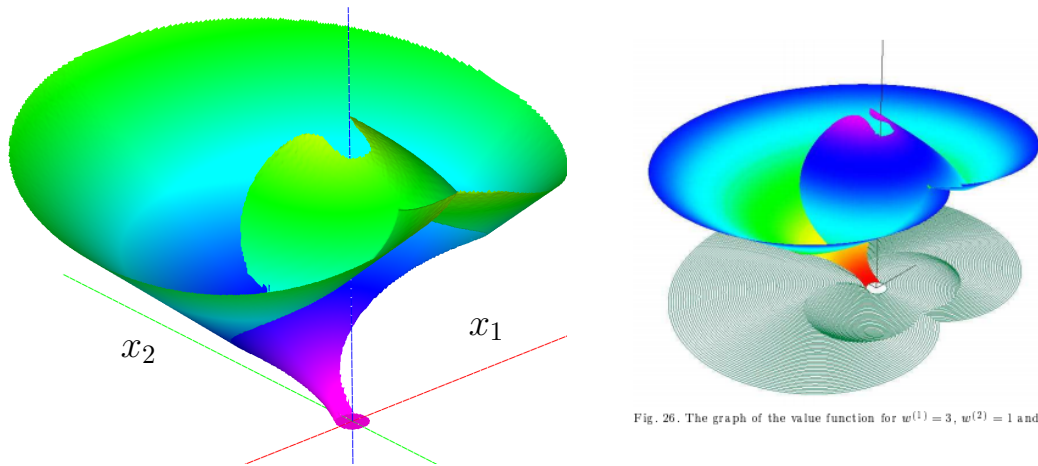 x₂
x₁
Fig. 26. The graph of the value function for w⁽¹⁾ = 3, w⁽²⁾ = 1 and